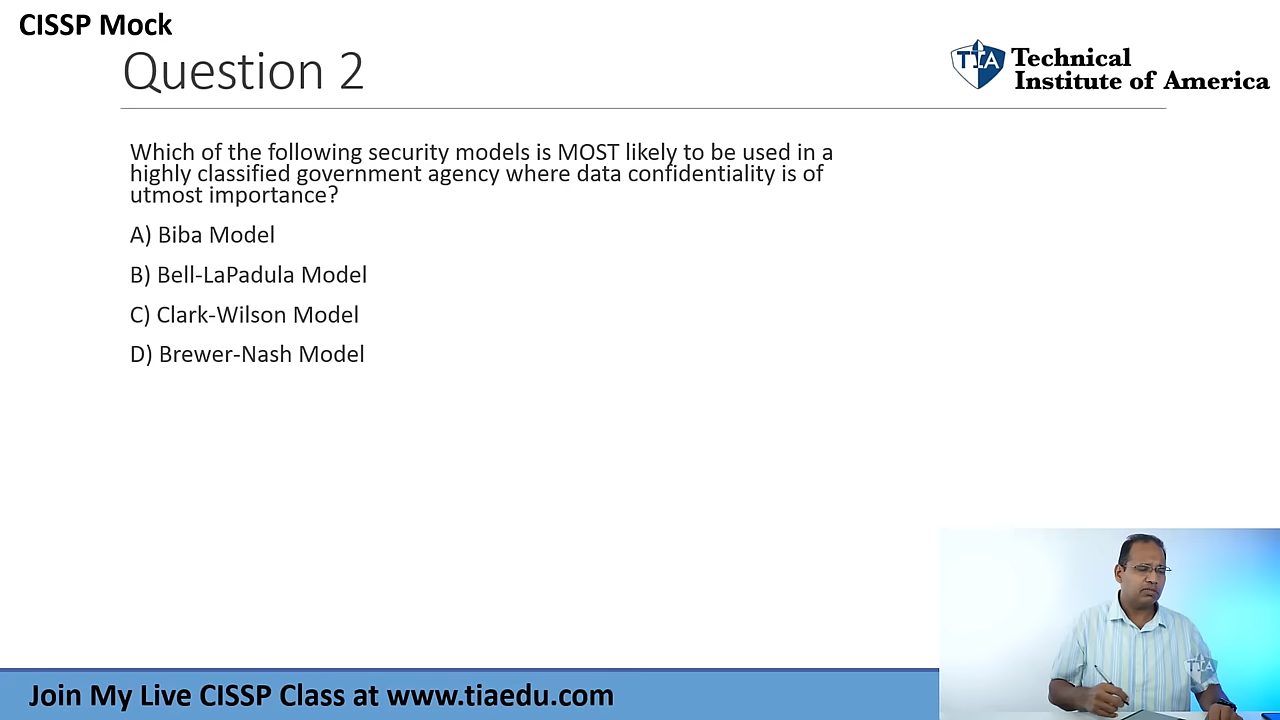 CISSP Mock
Question 2
TIA
Technical
Institute of America
Which of the following security models is MOST likely to be used in a
highly classified government agency where data confidentiality is of
utmost importance?
A) Biba Model
B) Bell-LaPadula Model
C) Clark-Wilson Model
D) Brewer-Nash Model
TIA
Join My Live CISSP Class at www.tiaedu.com